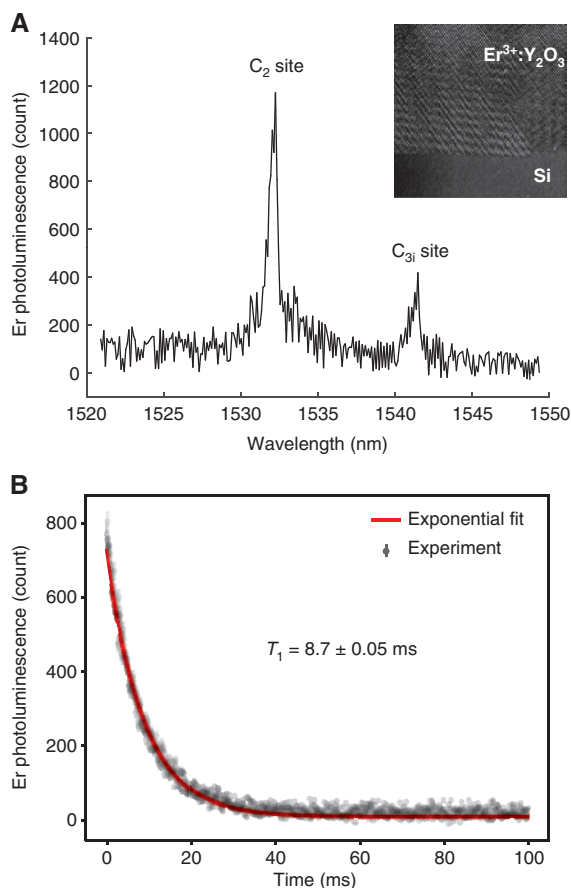 A
1400
1200
1000
800
600
400
200
0
Er photoluminescence (count)
C₂ site
C₃ᵢ site
Er³⁺:Y₂O₃
Si
1520 1525 1530 1535 1540 1545 1550
Wavelength (nm)
B
800
600
400
200
0
Er photoluminescence (count)
Exponential fit
Experiment
T₁ = 8.7 ± 0.05 ms
0 20 40 60 80 100
Time (ms)